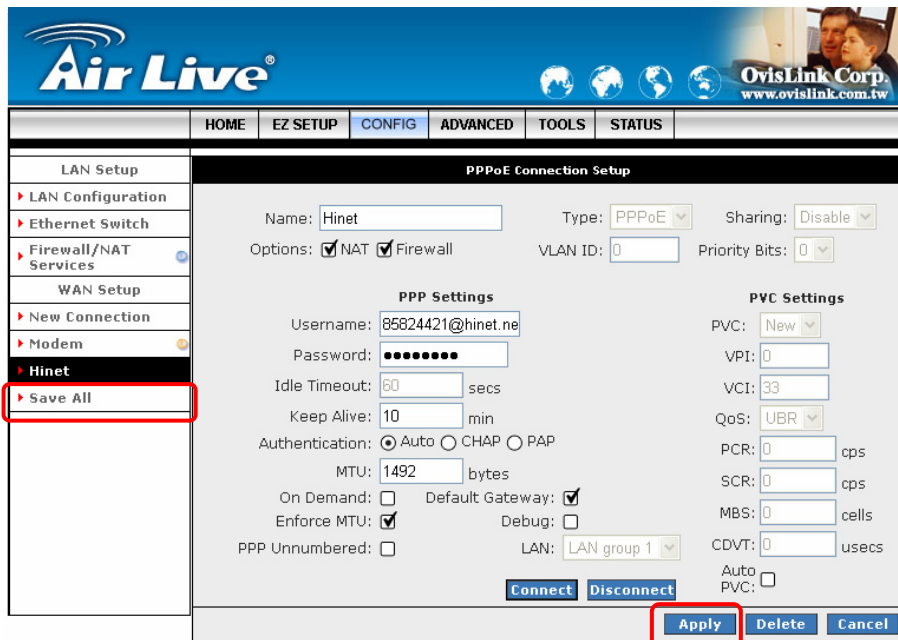 Air Live®
OvisLink Corp.
www.ovislink.com.tw
HOME EZ SETUP CONFIG ADVANCED TOOLS STATUS
LAN Setup
LAN Configuration
Ethernet Switch
Firewall/NAT
Services
WAN Setup
New Connection
Modem
Hinet
Save All
PPPoE Connection Setup
Name: Hinet Type: PPPoE Sharing: Disable
Options: NAT Firewall VLAN ID: 0 Priority Bits: 0
PPP Settings
Username: 85824421@hinet.ne
Password: ●●●●●●●●
Idle Timeout: 60 secs
Keep Alive: 10 min
Authentication: Auto CHAP PAP
MTU: 1492 bytes
On Demand: Default Gateway:
Enforce MTU: Debug:
PPP Unnumbered: LAN: LAN group 1
Connect Disconnect
PVC Settings
PVC: New
VPI: 0
VCI: 33
QoS: UBR
PCR: 0 cps
SCR: 0 cps
MBS: 0 cells
CDVT: 0 usecs
Auto
PVC:
Apply Delete Cancel